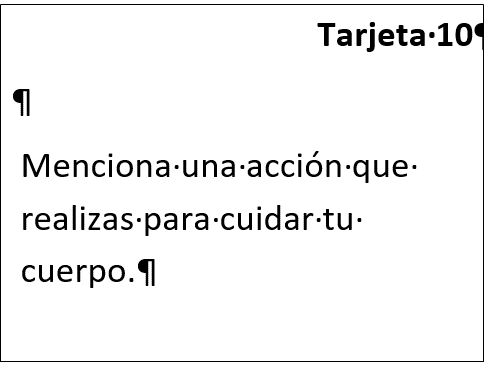 Tarjeta·10¶
¶
Menciona·una·acción·que·
realizas·para·cuidar·tu·
cuerpo.¶